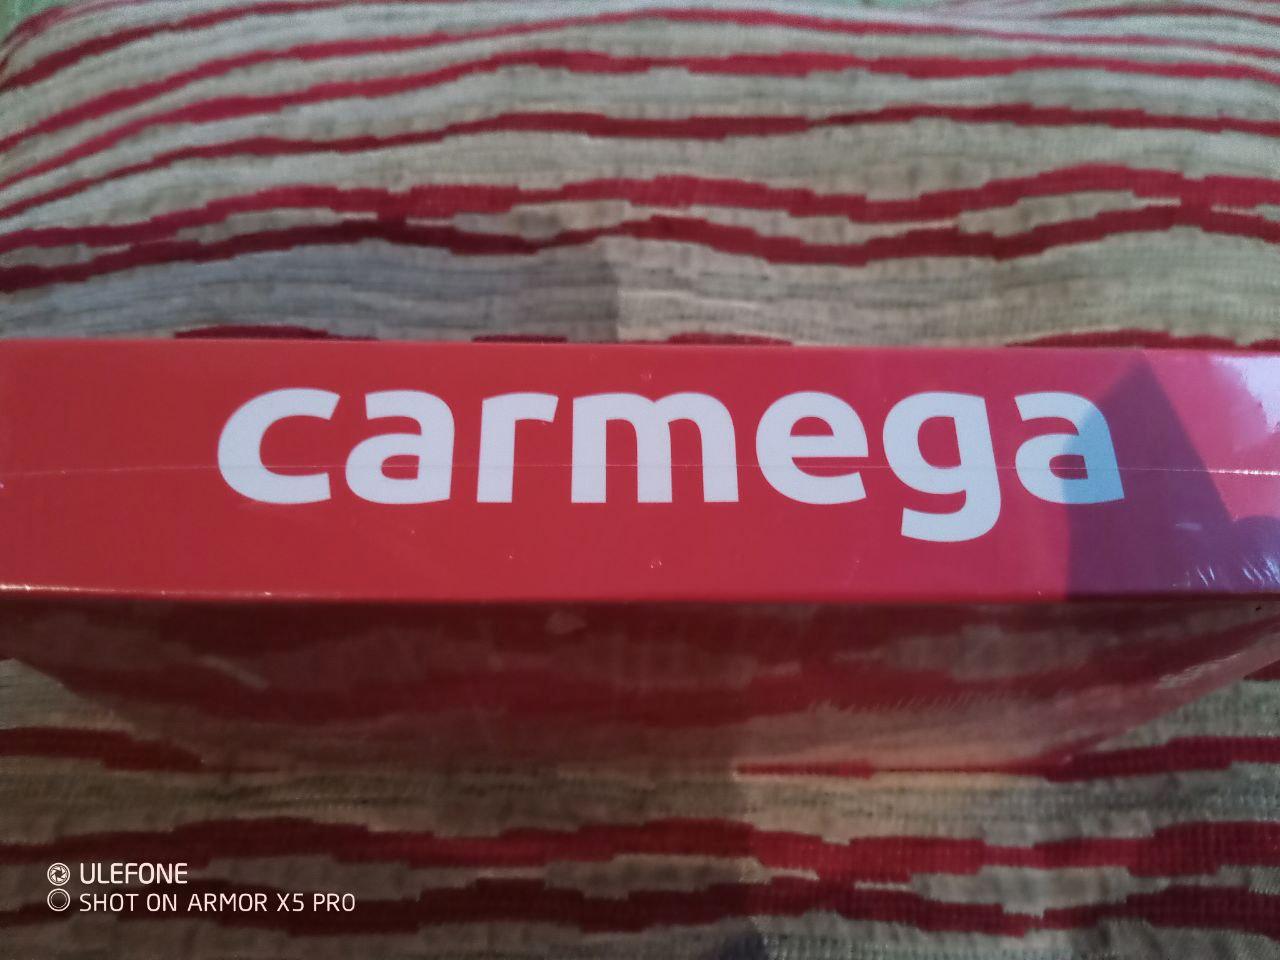 carmega
ULEFONE
SHOT ON ARMOR X5 PRO